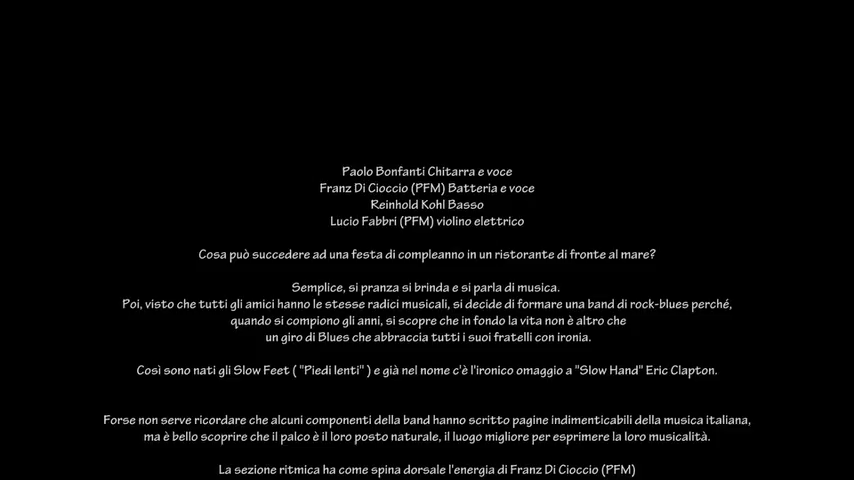 Paolo Bonfanti Chitarra e voce
Franz Di Cioccio (PFM) Batteria e voce
Reinhold Kohl Basso
Lucio Fabbri (PFM) violino elettrico
Cosa può succedere ad una festa di compleanno in un ristorante di fronte al mare?
Semplice, si pranza si brinda e si parla di musica.
Poi, visto che tutti gli amici hanno le stesse radici musicali, si decide di formare una band di rock-blues perché,
quando si compiono gli anni, si scopre che in fondo la vita non è altro che
un giro di Blues che abbraccia tutti i suoi fratelli con ironia.
Così sono nati gli Slow Feet ( "Piedi lenti" ) e già nel nome c'è l'ironico omaggio a "Slow Hand" Eric Clapton.
Forse non serve ricordare che alcuni componenti della band hanno scritto pagine indimenticabili della musica italiana,
ma è bello scoprire che il palco è il loro posto naturale, il luogo migliore per esprimere la loro musicalità.
La sezione ritmica ha come spina dorsale l'energia di Franz Di Cioccio (PFM)